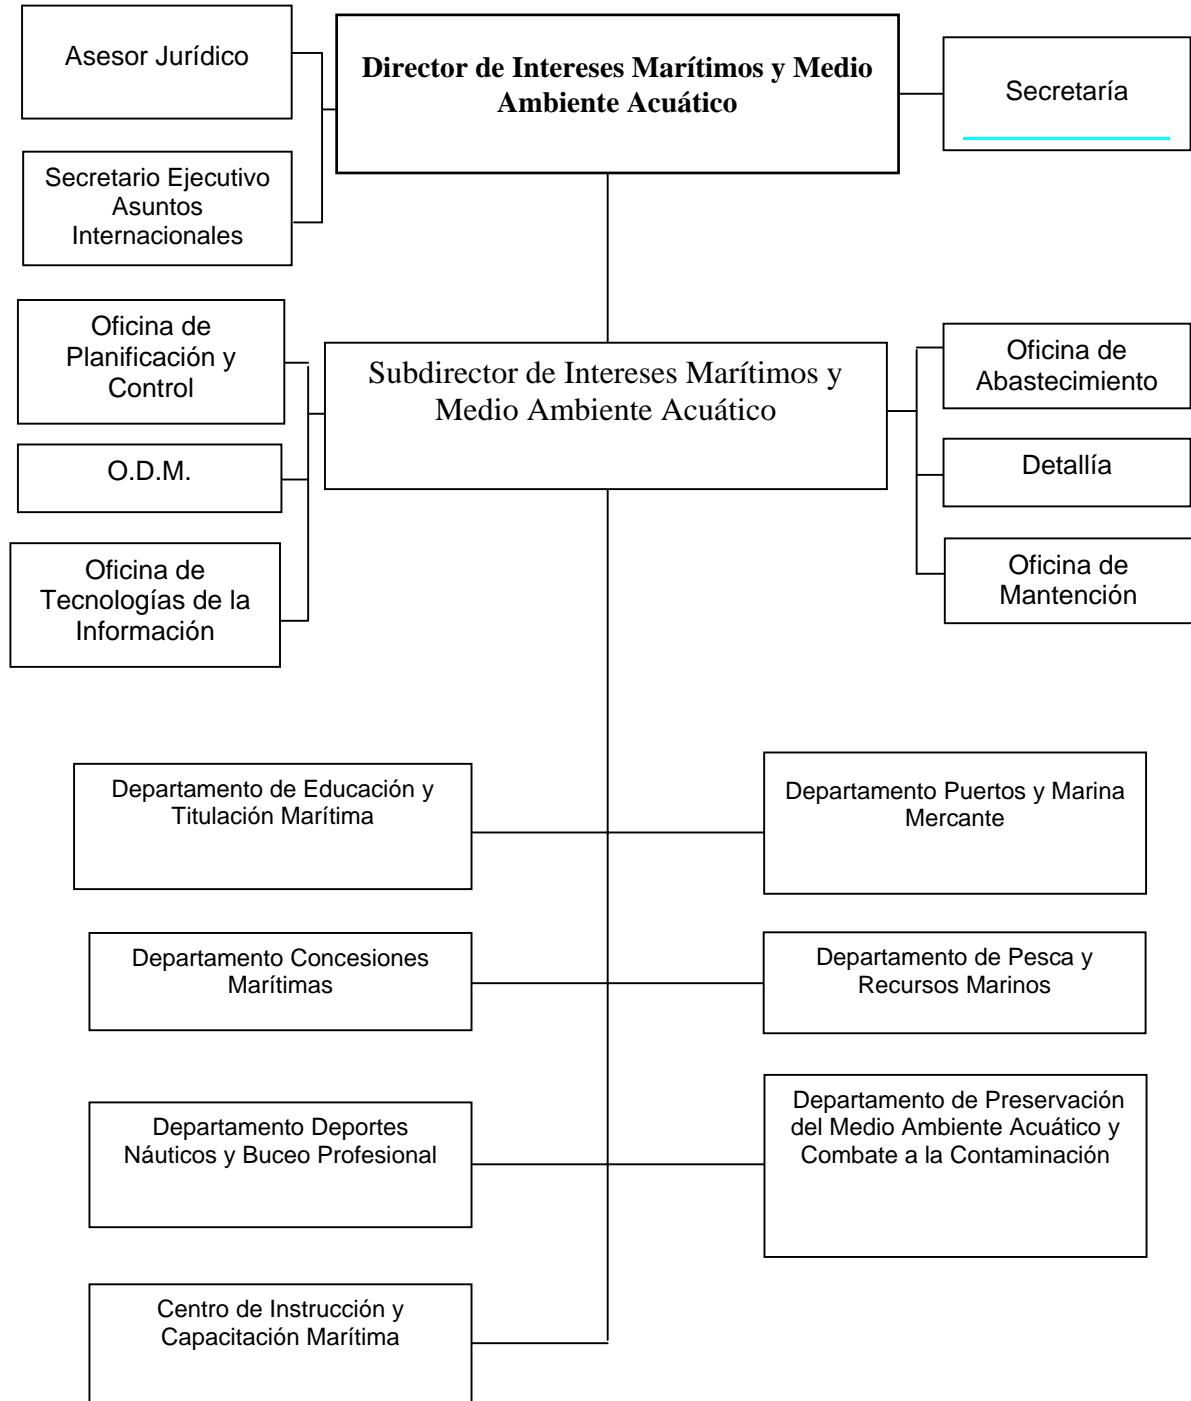 Asesor Jurídico
Director de Intereses Marítimos y Medio
Ambiente Acuático
Secretaría
Secretario Ejecutivo
Asuntos
Internacionales
Oficina de
Planificación y
Control
Subdirector de Intereses Marítimos y
Medio Ambiente Acuático
Oficina de
Abastecimiento
O.D.M.
Detallía
Oficina de
Tecnologías de la
Información
Oficina de
Mantención
Departamento de Educación y
Titulación Marítima
Departamento Puertos y Marina
Mercante
Departamento Concesiones
Marítimas
Departamento de Pesca y
Recursos Marinos
Departamento Deportes
Náuticos y Buceo Profesional
Departamento de Preservación
del Medio Ambiente Acuático y
Combate a la Contaminación
Centro de Instrucción y
Capacitación Marítima